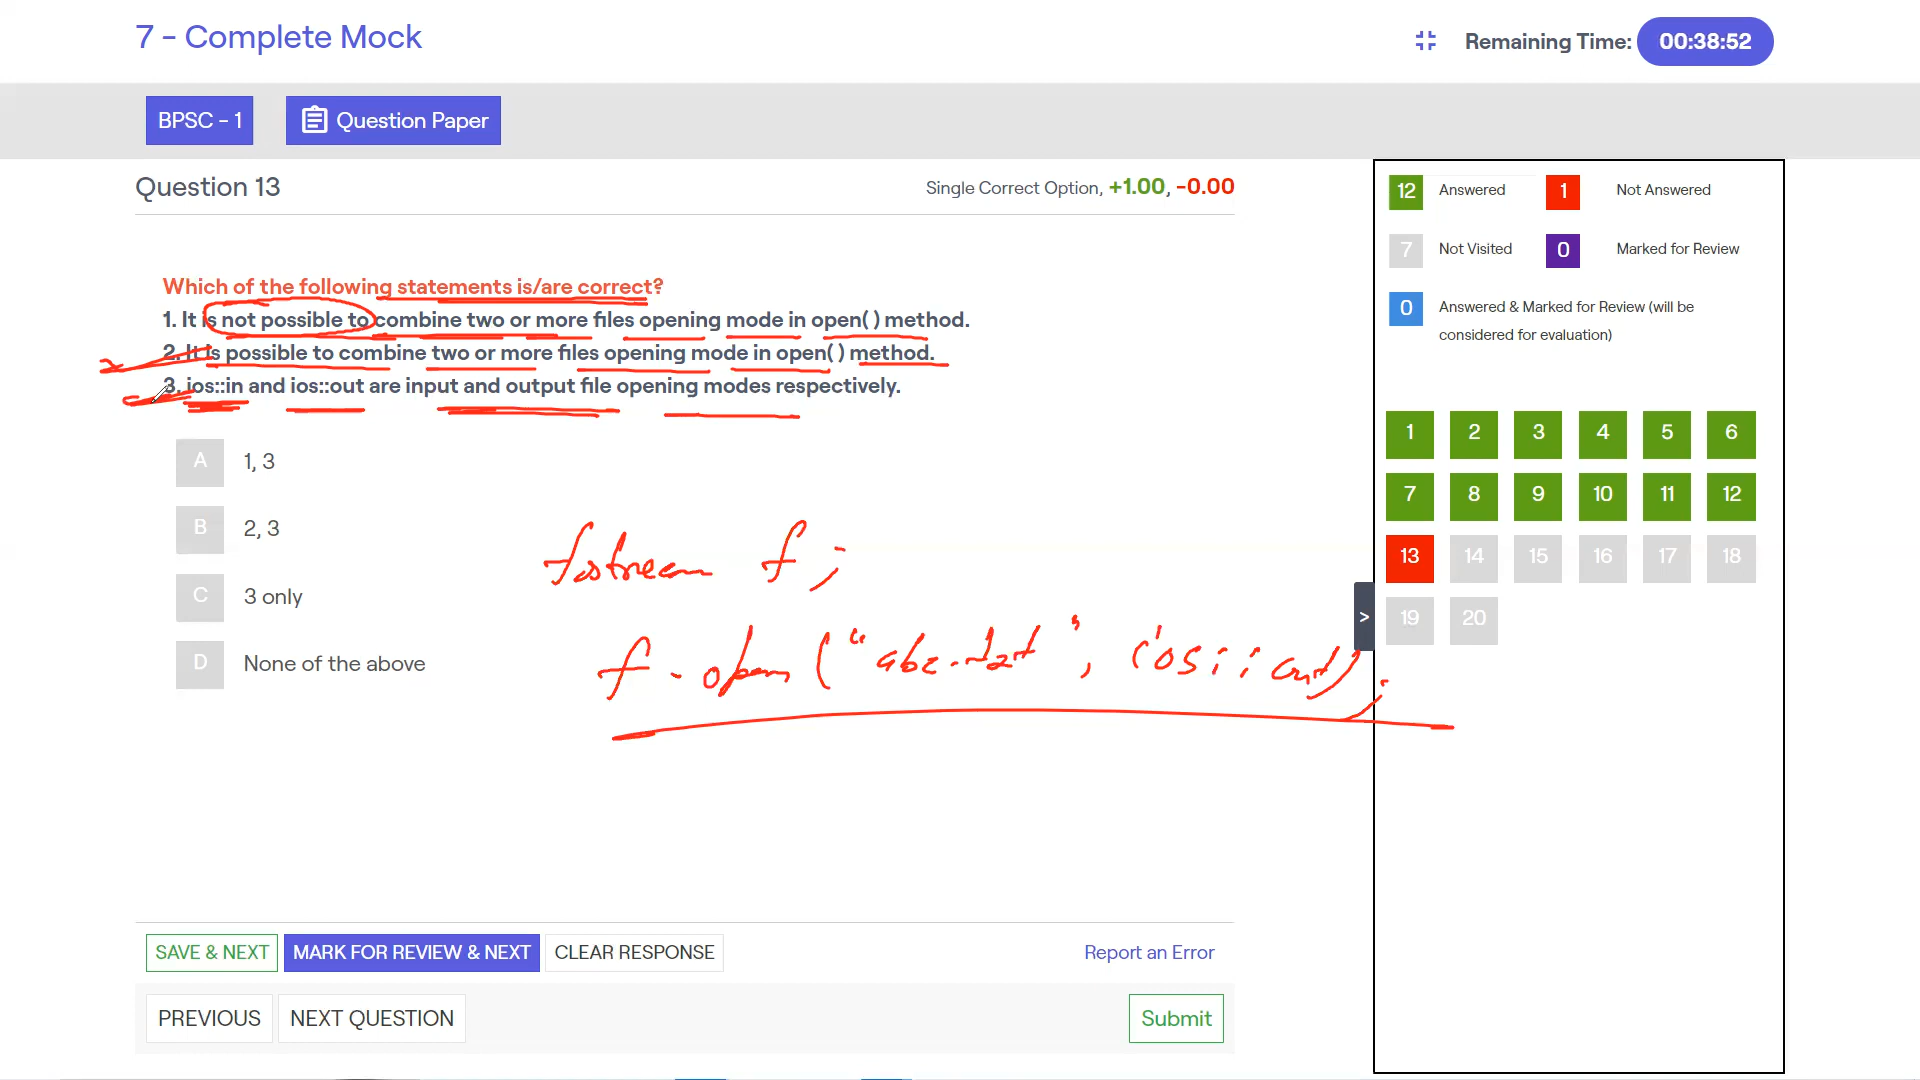 7 - Complete Mock
Remaining Time: 00:38:52
BPSC - 1
Question Paper
Question 13
Single Correct Option, +1.00, -0.00
Which of the following statements is/are correct?
1. It is not possible to combine two or more files opening mode in open( ) method.
2. It is possible to combine two or more files opening mode in open( ) method.
3. ios::in and ios::out are input and output file opening modes respectively.
A 1, 3
B 2, 3
C 3 only
D None of the above
fstream f;
f.open("abc.txt", ios::out);
SAVE & NEXT
MARK FOR REVIEW & NEXT
CLEAR RESPONSE
Report an Error
PREVIOUS
NEXT QUESTION
Submit
12 Answered 1 Not Answered
7 Not Visited 0 Marked for Review
0 Answered & Marked for Review (will be
considered for evaluation)
1 2 3 4 5 6
7 8 9 10 11 12
13 14 15 16 17 18
> 19 20